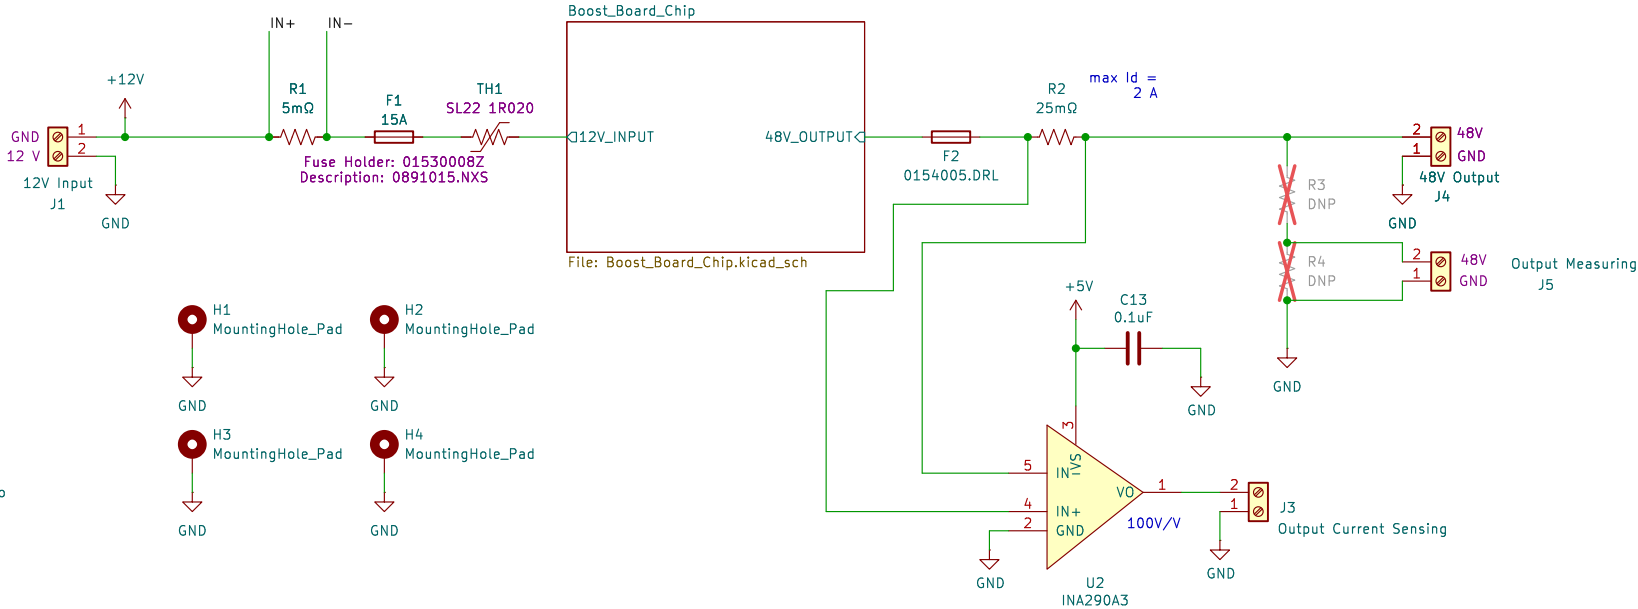 Boost_Board_Chip
IN+
IN-
+12V
R1
5mΩ
F1
15A
TH1
SL22 1R020
GND
12 V
1
2
12V Input
J1
GND
Fuse Holder: 01530008Z
Description: 0891015.NXS
12V_INPUT
48V_OUTPUT
File: Boost_Board_Chip.kicad_sch
F2
0154005.DRL
R2
25mΩ
max Id =
2 A
R3
DNP
R4
DNP
GND
2
1
48V
GND
48V Output
J4
GND
2
1
48V
GND
Output Measuring
J5
H1
MountingHole_Pad
GND
H2
MountingHole_Pad
GND
H3
MountingHole_Pad
GND
H4
MountingHole_Pad
GND
o
+5V
C13
0.1uF
GND
3
VS
5
IN-
4
IN+
2
GND
VO
1
100V/V
GND
U2
INA290A3
2
1
J3
Output Current Sensing
GND